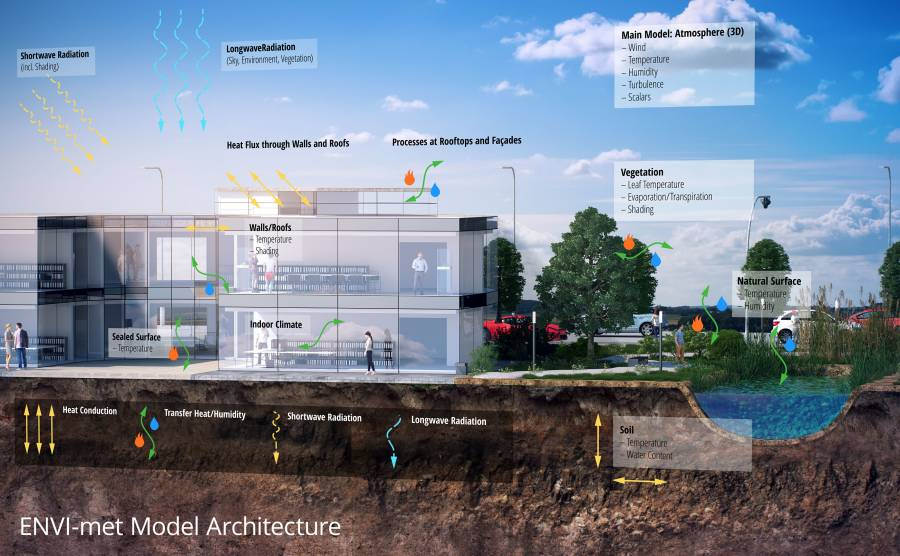 Shortwave Radiation
(incl. Shading)
LongwaveRadiation
(Sky, Environment, Vegetation)
Main Model: Atmosphere (3D)
– Wind
– Temperature
– Humidity
– Turbulence
– Scalars
Heat Flux through Walls and Roofs
Processes at Rooftops and Façades
Vegetation
– Leaf Temperature
– Evaporation/Transpiration
– Shading
Walls/Roofs
– Temperature
– Shading
Natural Surface
– Temperature
– Humidity
Sealed Surface
– Temperature
Indoor Climate
Heat Conduction
Transfer Heat/Humidity
Shortwave Radiation
Longwave Radiation
Soil
– Temperature
– Water Content
ENVI-met Model Architecture